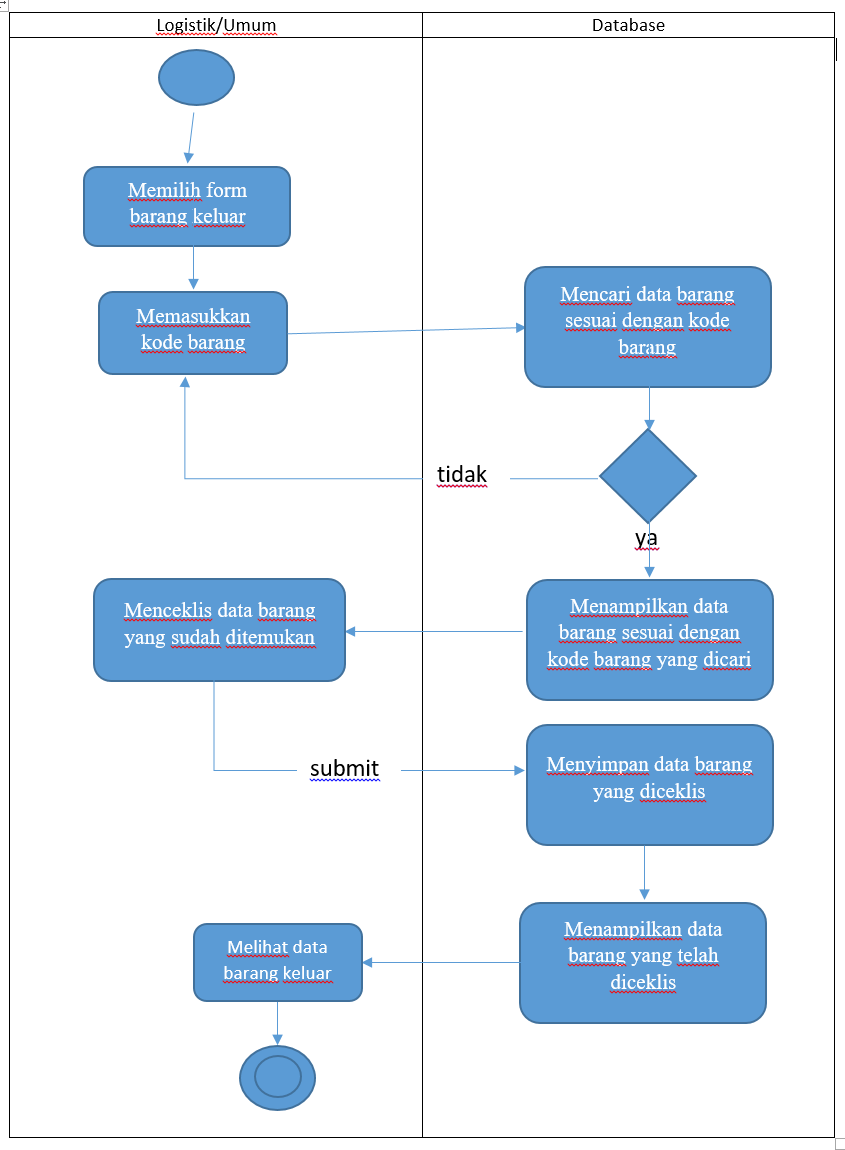 Logistik/Umum
Database
Memilih form
barang keluar
Memasukkan
kode barang
Mencari data barang
sesuai dengan kode
barang
tidak
ya
Menampilkan data
barang sesuai dengan
kode barang yang dicari
Menceklis data barang
yang sudah ditemukan
submit
Menyimpan data barang
yang diceklis
Menampilkan data
barang yang telah
diceklis
Melihat data
barang keluar